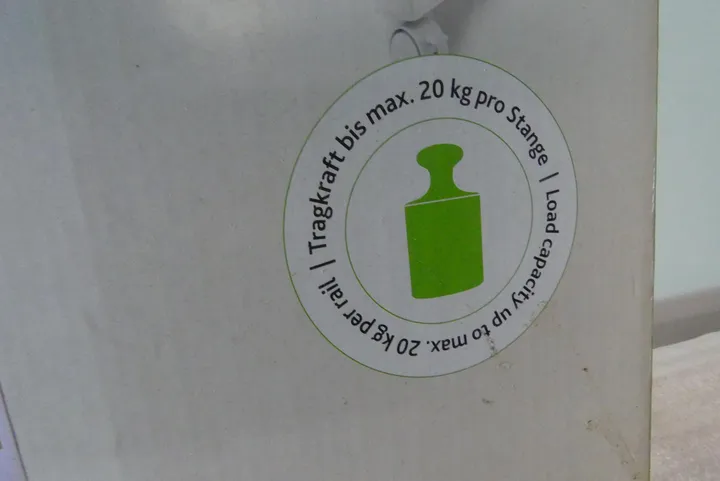 Tragkraft bis max. 20 kg pro Stange |
Load capacity up to max. 20 kg per rail |